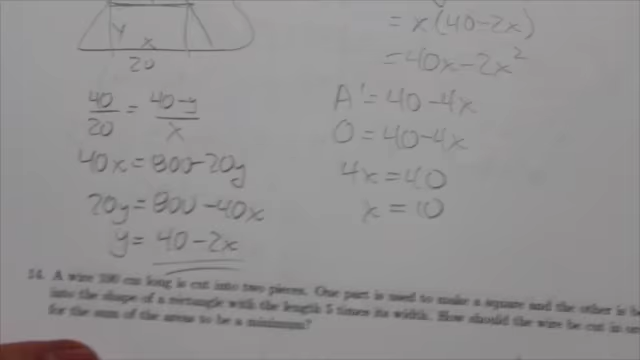 y x
20
40/20 = 40-y/x
40x = 800-20y
20y = 800-40x
y = 40-2x
= x(40-2x)
= 40x-2x²
A' = 40-4x
0 = 40-4x
4x = 40
x = 10
14. A wire 100 cm long is cut into two pieces. One part is used to make a square and the other is be
into the shape of a rectangle with the length 5 times its width. How should the wire be cut in or
for the sum of the areas to be a minimum?